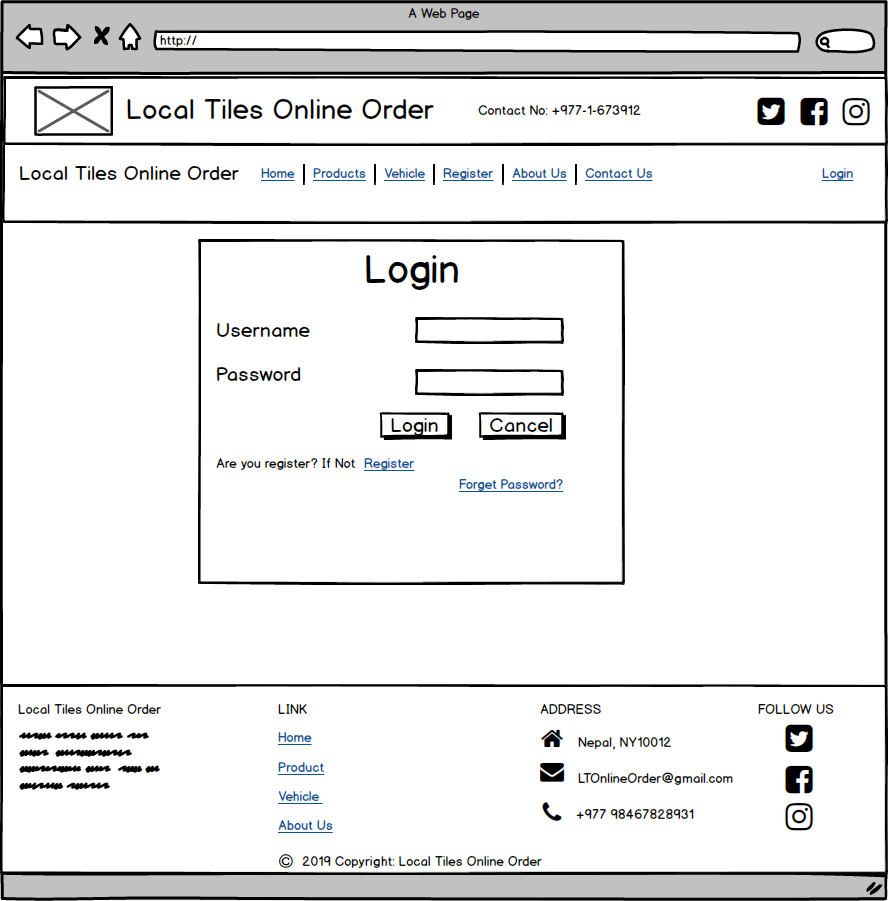 A Web Page
http://
Local Tiles Online Order
Contact No: +977-1-673912
Local Tiles Online Order Home Products Vehicle Register About Us Contact Us Login
Login
Username
Password
Login Cancel
Are you register? If Not Register
Forget Password?
Local Tiles Online Order
LINK
Home
Product
Vehicle
About Us
ADDRESS
Nepal, NY10012
LTOnlineOrder@gmail.com
+977 98467828931
FOLLOW US
© 2019 Copyright: Local Tiles Online Order